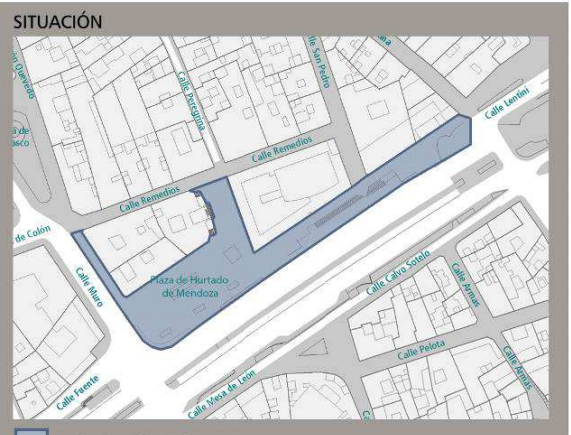 SITUACIÓN
Quevedo
Calle Peregrina
Calle San Pedro
Calle Lentini
Calle Remedios
Calle Remedios
de Colón
Calle Muro
Plaza de Hurtado
de Mendoza
Calle Calvo Sotelo
Calle Armas
Calle Pelota
Calle Armas
Calle Fuente
Calle Mesa de León